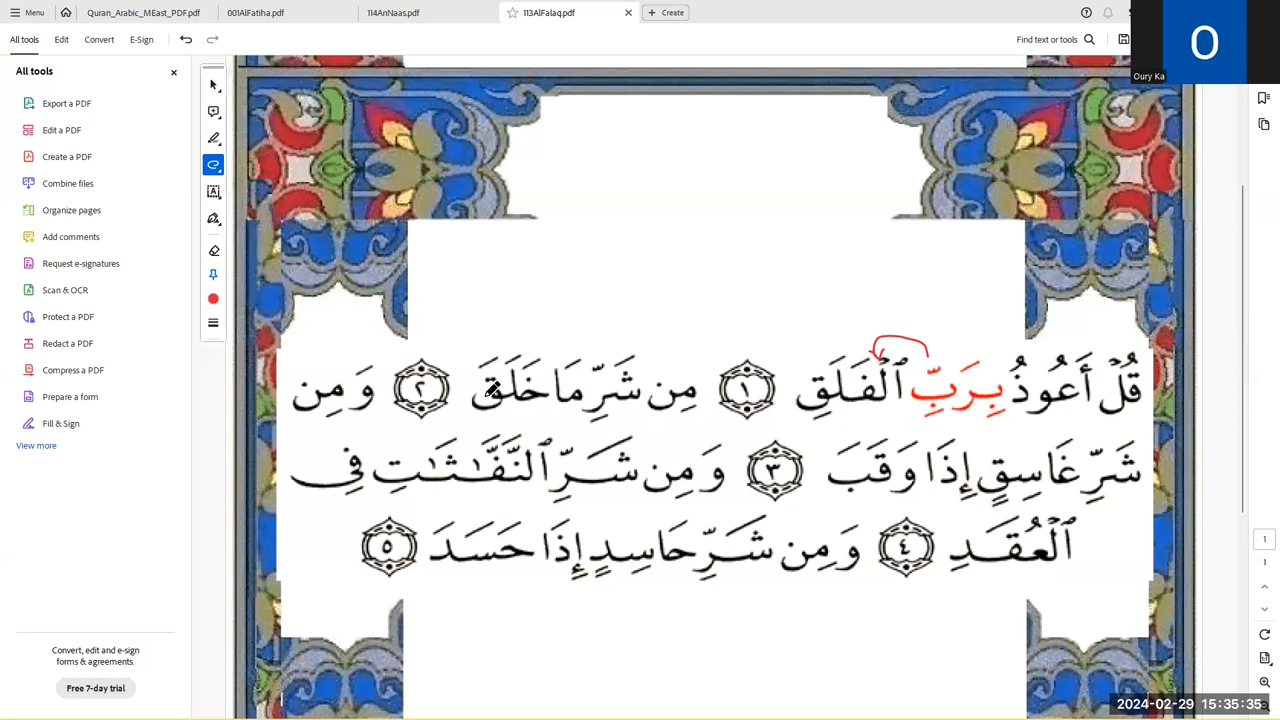 Menu
Quran_Arabic_MEast_PDF.pdf
001AlFatiha.pdf
114AnNaas.pdf
113AlFalaq.pdf
Create
All tools
Edit
Convert
E-Sign
Find text or tools
O
Oury Ka
All tools
Export a PDF
Edit a PDF
Create a PDF
Combine files
Organize pages
Add comments
Request e-signatures
Scan & OCR
Protect a PDF
Redact a PDF
Compress a PDF
Prepare a form
Fill & Sign
View more
Convert, edit and e-sign
forms & agreements.
Free 7-day trial
قُلْ أَعُوذُ بِرَبِّ ٱلْفَلَقِ ١ مِن شَرِّ مَا خَلَقَ ٢ وَمِن
شَرِّ غَاسِقٍ إِذَا وَقَبَ ٣ وَمِن شَرِّ ٱلنَّفَّـٰثَـٰتِ فِى
ٱلْعُقَدِ ٤ وَمِن شَرِّ حَاسِدٍ إِذَا حَسَدَ ٥
1
1
2024-02-29 15:35:35